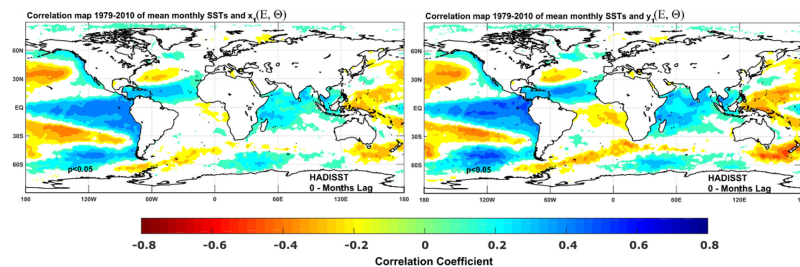 Correlation map 1979-2010 of mean monthly SSTs and x₁(E, Θ)
Correlation map 1979-2010 of mean monthly SSTs and y₁(E, Θ)
60N
30N
EQ
30S
60S
p<0.05
HADISST
0 - Months Lag
180 120W 60W 0 60E 120E 180
60N
30N
EQ
30S
60S
p<0.05
HADISST
0 - Months Lag
180 120W 60W 0 60E 120E 180
-0.8 -0.6 -0.4 -0.2 0 0.2 0.4 0.6 0.8
Correlation Coefficient